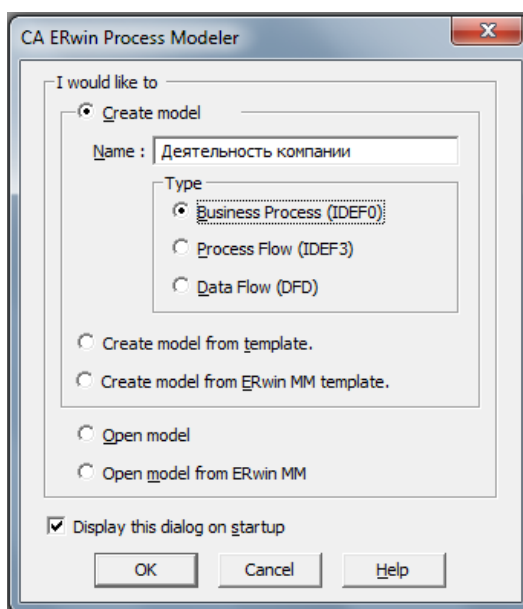 CA ERwin Process Modeler
I would like to
Create model
Name : Деятельность компании
Type
Business Process (IDEF0)
Process Flow (IDEF3)
Data Flow (DFD)
Create model from template.
Create model from ERwin MM template.
Open model
Open model from ERwin MM
Display this dialog on startup
OK Cancel Help